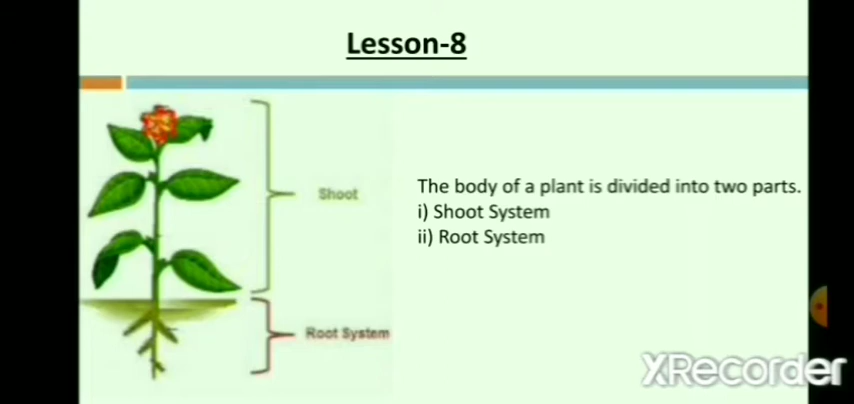 Lesson-8
Shoot
The body of a plant is divided into two parts.
i) Shoot System
ii) Root System
Root System
XRecorder